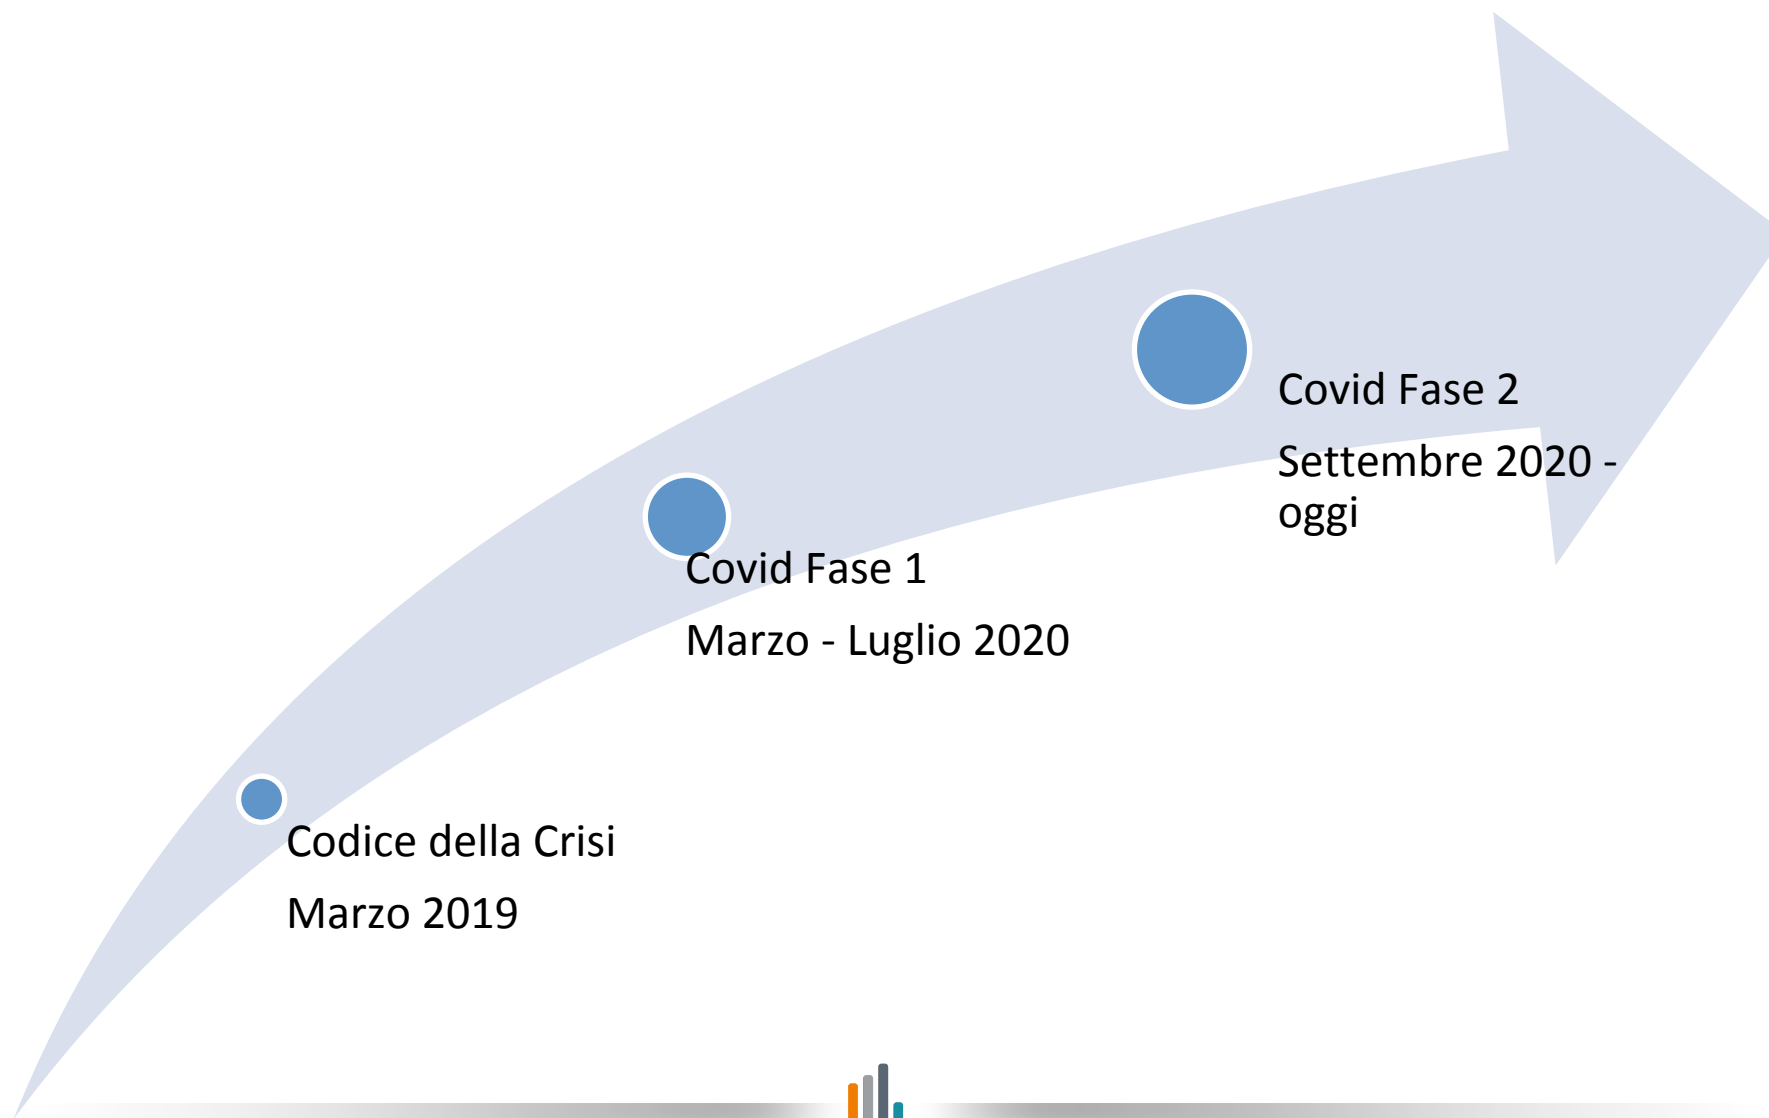 Covid Fase 2
Settembre 2020 -
oggi
Covid Fase 1
Marzo - Luglio 2020
Codice della Crisi
Marzo 2019